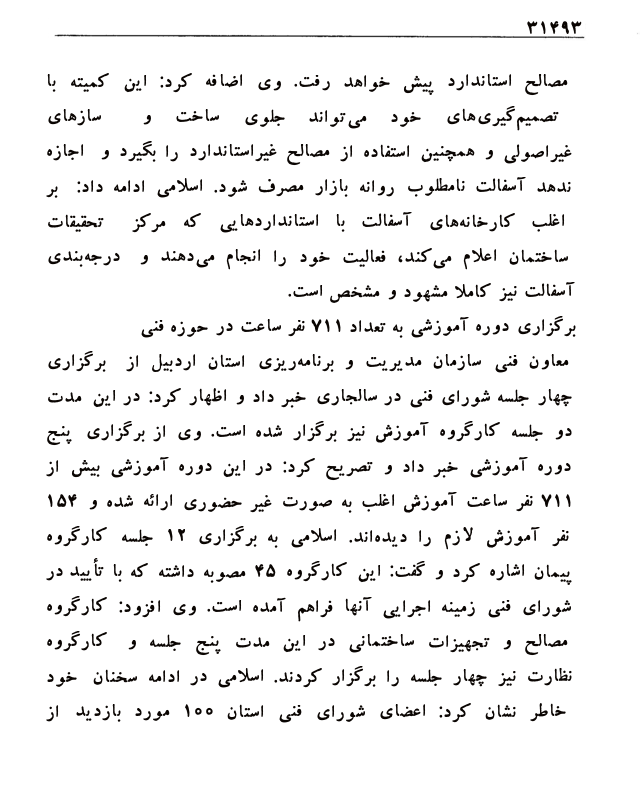 ۳۱۴۹۳
مصالح استاندارد پیش خواهد رفت. وی اضافه کرد: این کمیته با
تصمیم‌گیری‌های خود می‌تواند جلوی ساخت و سازهای
غیراصولی و همچنین استفاده از مصالح غیراستاندارد را بگیرد و اجازه
ندهد آسفالت نامطلوب روانه بازار مصرف شود. اسلامی ادامه داد: بر
اغلب کارخانه‌های آسفالت با استانداردهایی که مرکز تحقیقات
ساختمان اعلام می‌کند، فعالیت خود را انجام می‌دهند و درجه‌بندی
آسفالت نیز کاملا مشهود و مشخص است.
برگزاری دوره آموزشی به تعداد ۷۱۱ نفر ساعت در حوزه فنی
معاون فنی سازمان مدیریت و برنامه‌ریزی استان اردبیل از برگزاری
چهار جلسه شورای فنی در سالجاری خبر داد و اظهار کرد: در این مدت
دو جلسه کارگروه آموزش نیز برگزار شده است. وی از برگزاری پنج
دوره آموزشی خبر داد و تصریح کرد: در این دوره آموزشی بیش از
۷۱۱ نفر ساعت آموزش اغلب به صورت غیر حضوری ارائه شده و ۱۵۴
نفر آموزش لازم را دیده‌اند. اسلامی به برگزاری ۱۲ جلسه کارگروه
پیمان اشاره کرد و گفت: این کارگروه ۴۵ مصوبه داشته که با تأیید در
شورای فنی زمینه اجرایی آنها فراهم آمده است. وی افزود: کارگروه
مصالح و تجهیزات ساختمانی در این مدت پنج جلسه و کارگروه
نظارت نیز چهار جلسه را برگزار کردند. اسلامی در ادامه سخنان خود
خاطر نشان کرد: اعضای شورای فنی استان ۱۰۰ مورد بازدید از